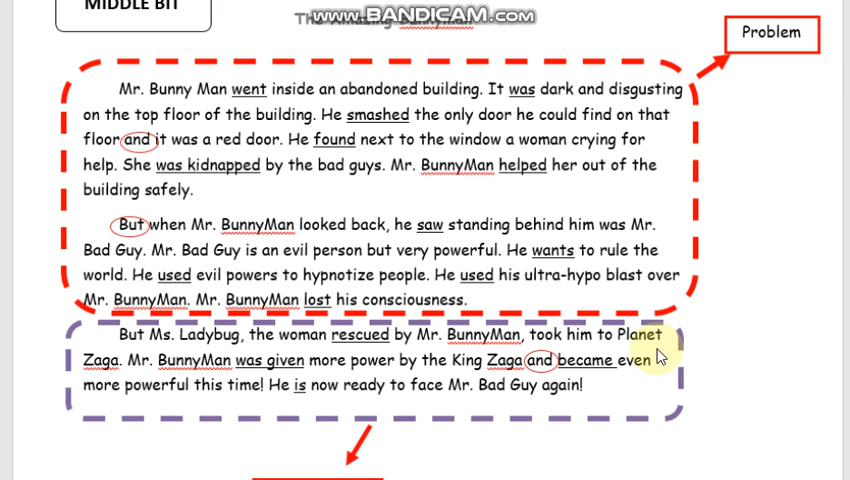 MIDDLE BIT
www.BANDICAM.com
The Amazing Bunnyman
Problem
Mr. Bunny Man went inside an abandoned building. It was dark and disgusting
on the top floor of the building. He smashed the only door he could find on that
floor and it was a red door. He found next to the window a woman crying for
help. She was kidnapped by the bad guys. Mr. BunnyMan helped her out of the
building safely.
But when Mr. BunnyMan looked back, he saw standing behind him was Mr.
Bad Guy. Mr. Bad Guy is an evil person but very powerful. He wants to rule the
world. He used evil powers to hypnotize people. He used his ultra-hypo blast over
Mr. BunnyMan. Mr. BunnyMan lost his consciousness.
But Ms. Ladybug, the woman rescued by Mr. BunnyMan, took him to Planet
Zaga. Mr. BunnyMan was given more power by the King Zaga and became even
more powerful this time! He is now ready to face Mr. Bad Guy again!